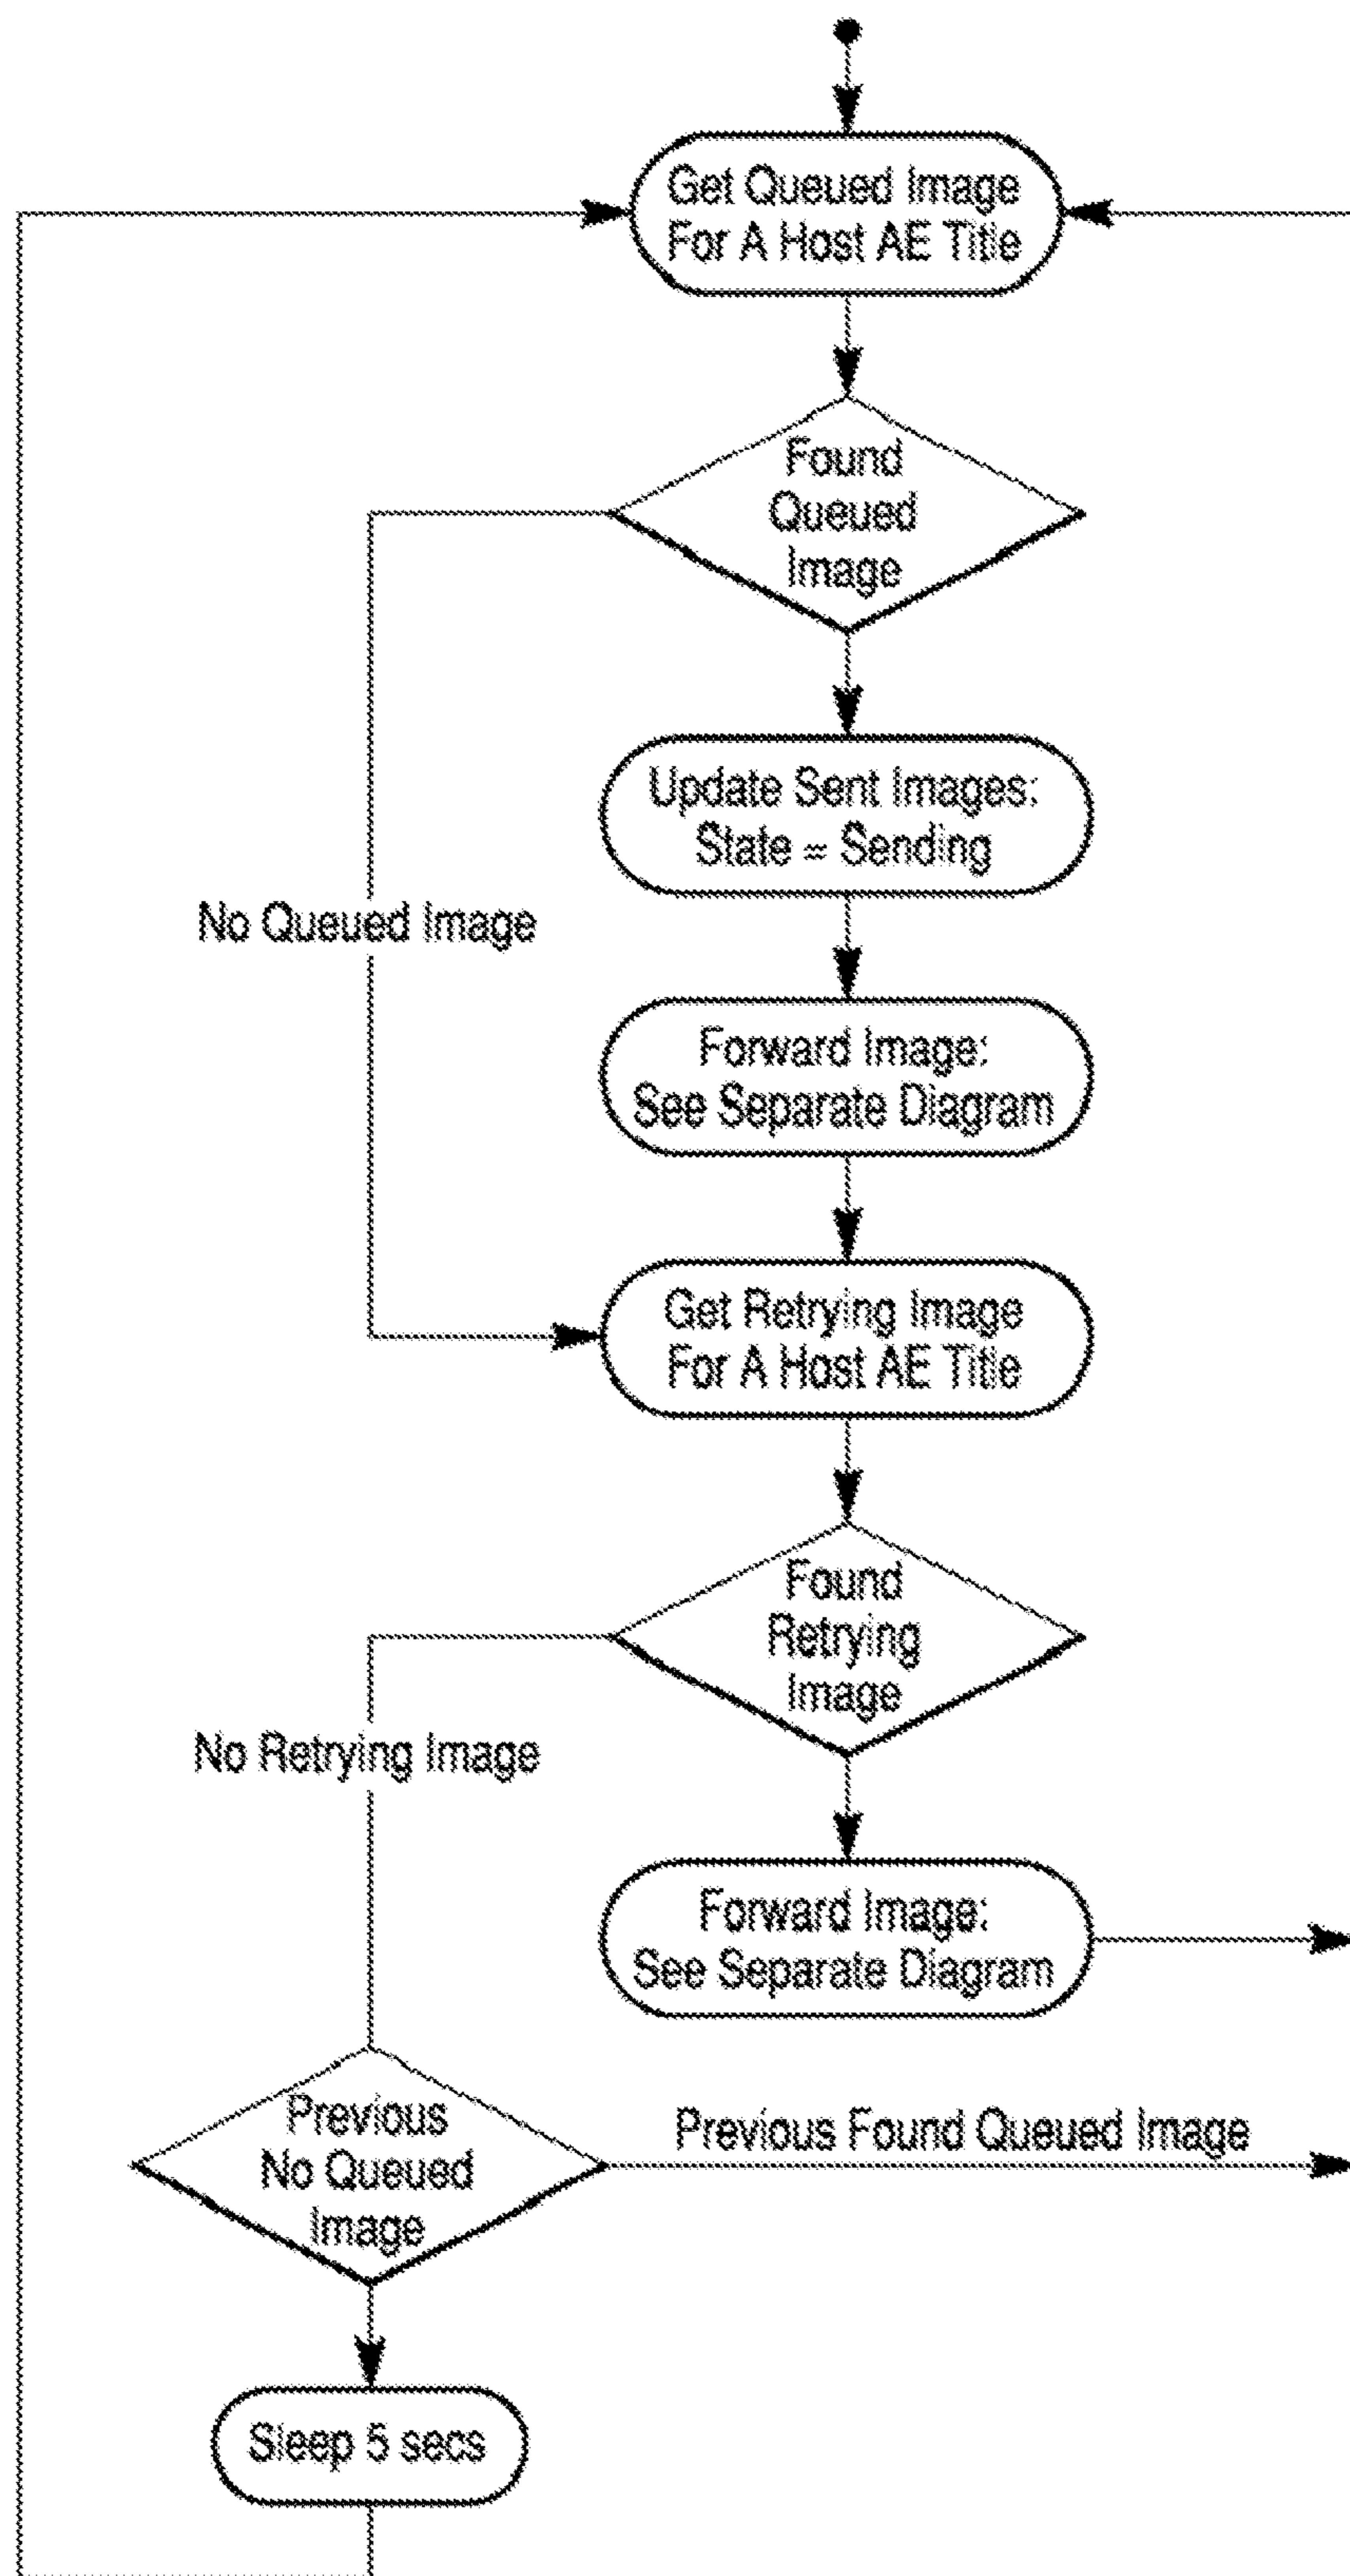 Get Queued Image
For A Host AE Title
Found
Queued
Image
Update Sent Images:
State = Sending
No Queued Image
Forward Image:
See Separate Diagram
Get Retrying Image
For A Host AE Title
Found
Retrying
Image
No Retrying Image
Forward Image:
See Separate Diagram
Previous
No Queued
Image
Previous Found Queued Image
Sleep 5 secs